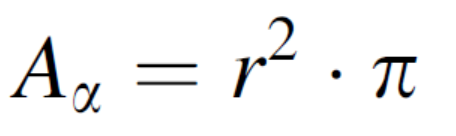 A_α = r² · π